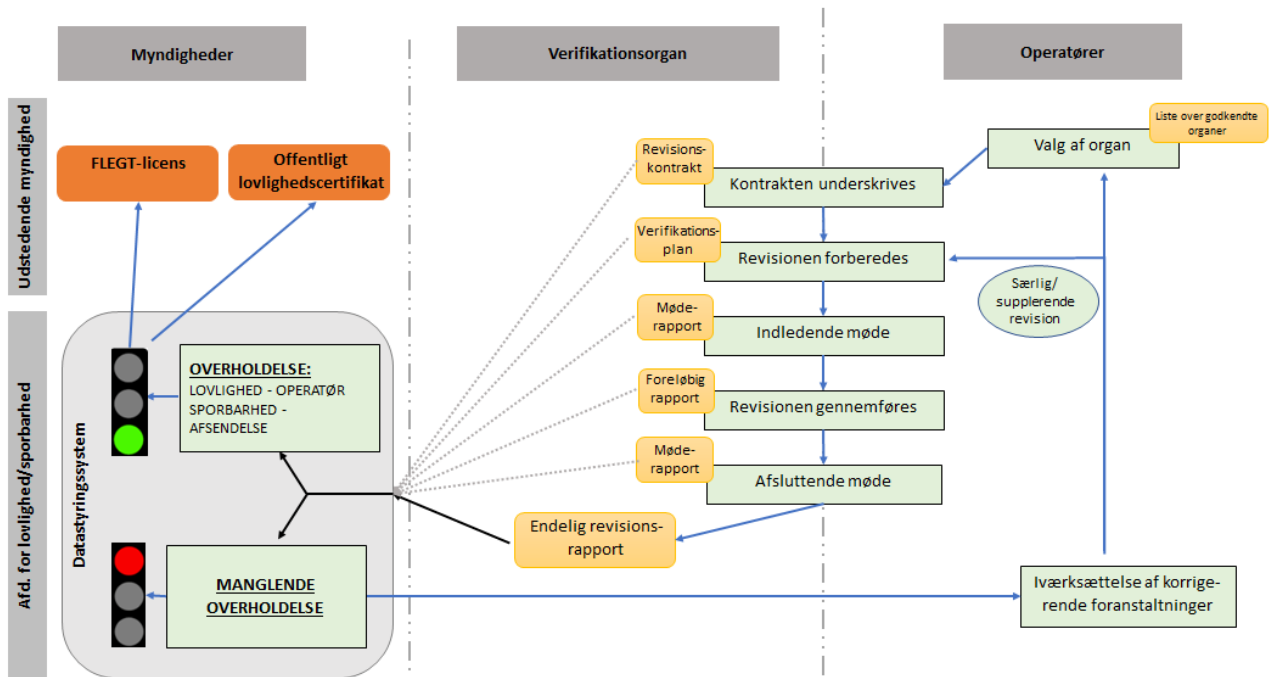 Myndigheder
Verifikationsorgan
Operatører
Udstedende myndighed
FLEGT-licens
Offentligt
lovlighedscertifikat
Revisions-
kontrakt
Kontrakten underskrives
Liste over godkendte
organer
Valg af organ
Verifikations-
plan
Revisionen forberedes
Særlig/
supplerende
revision
Afd. for lovlighed/sporbarhed
Datastyringssystem
OVERHOLDELSE:
LOVLIGHED - OPERATØR
SPORBARHED -
AFSENDELSE
Møde-
rapport
Indledende møde
Foreløbig
rapport
Revisionen gennemføres
Møde-
rapport
Afsluttende møde
Endelig revisions-
rapport
MANGLENDE
OVERHOLDELSE
Iværksættelse af korrige-
rende foranstaltninger